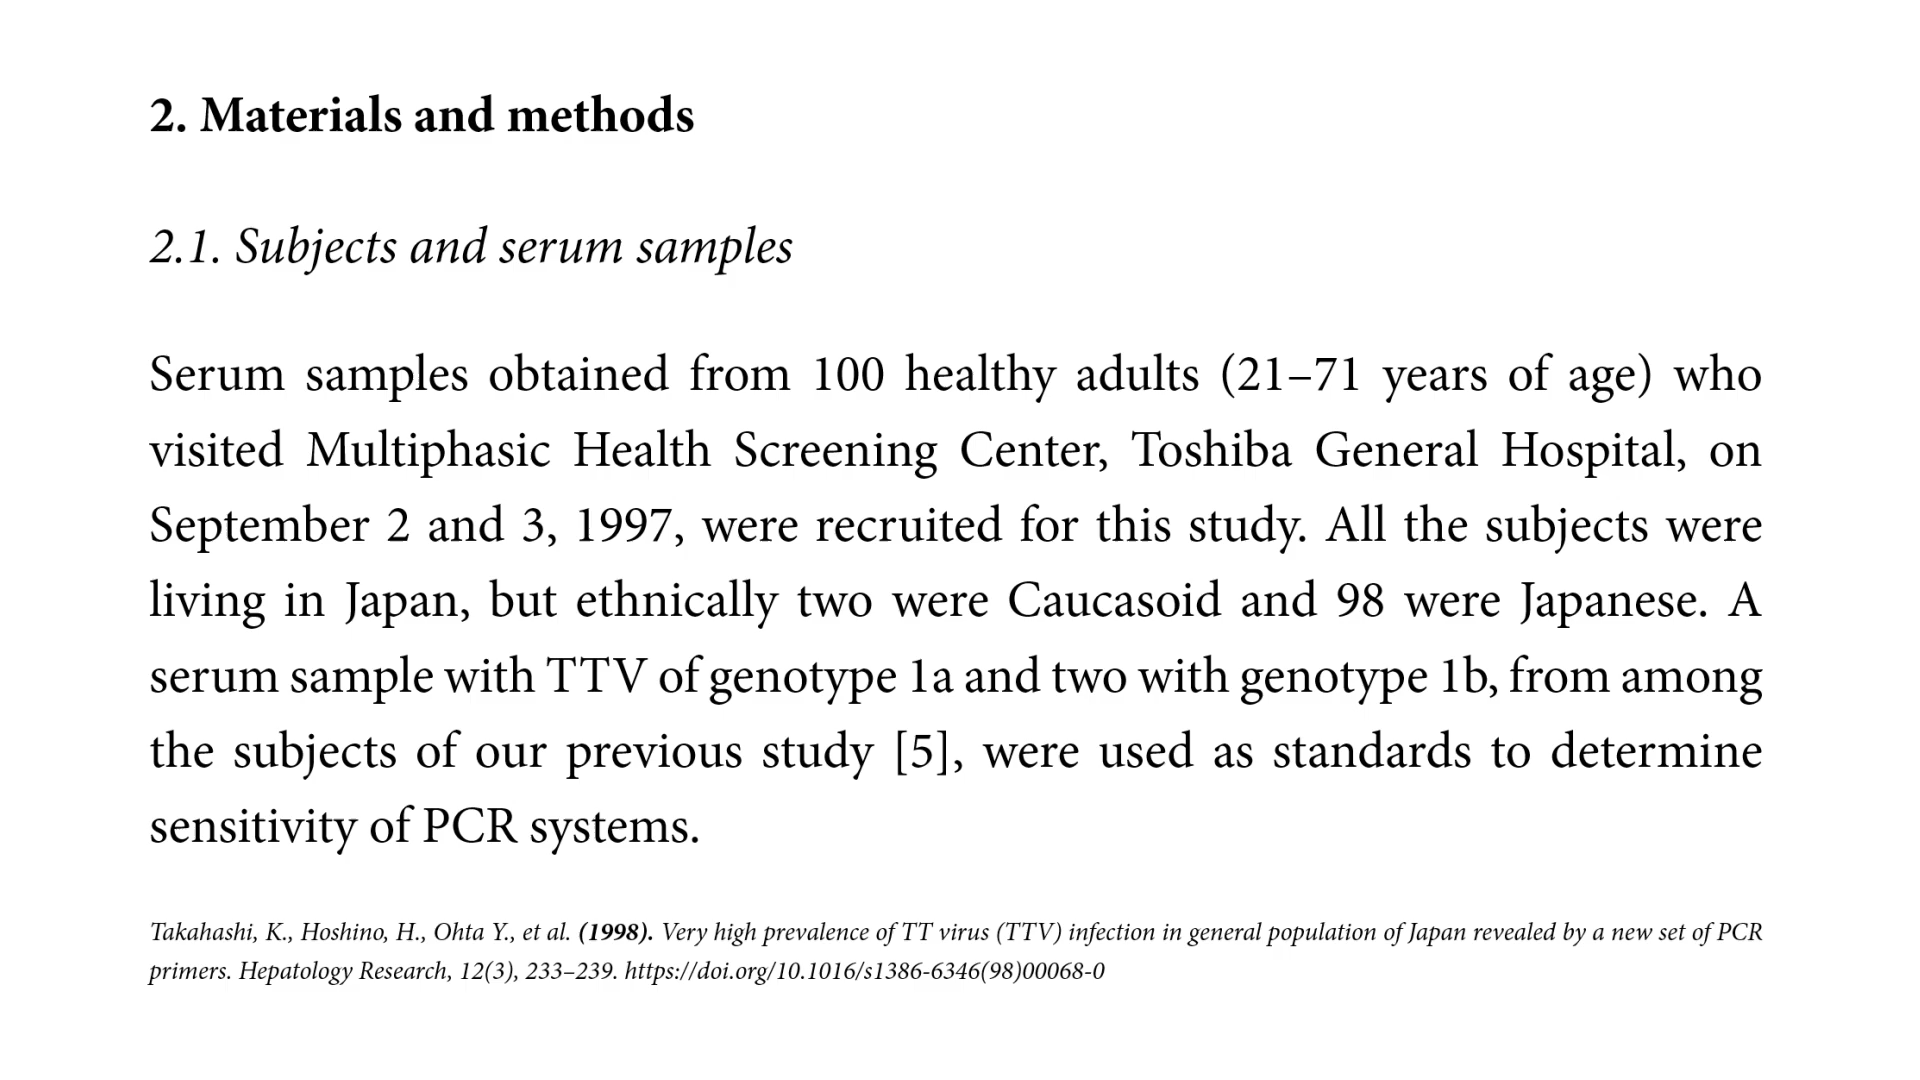 2. Materials and methods
2.1. Subjects and serum samples
Serum samples obtained from 100 healthy adults (21–71 years of age) who
visited Multiphasic Health Screening Center, Toshiba General Hospital, on
September 2 and 3, 1997, were recruited for this study. All the subjects were
living in Japan, but ethnically two were Caucasoid and 98 were Japanese. A
serum sample with TTV of genotype 1a and two with genotype 1b, from among
the subjects of our previous study [5], were used as standards to determine
sensitivity of PCR systems.
Takahashi, K., Hoshino, H., Ohta Y., et al. (1998). Very high prevalence of TT virus (TTV) infection in general population of Japan revealed by a new set of PCR
primers. Hepatology Research, 12(3), 233–239. https://doi.org/10.1016/s1386-6346(98)00068-0